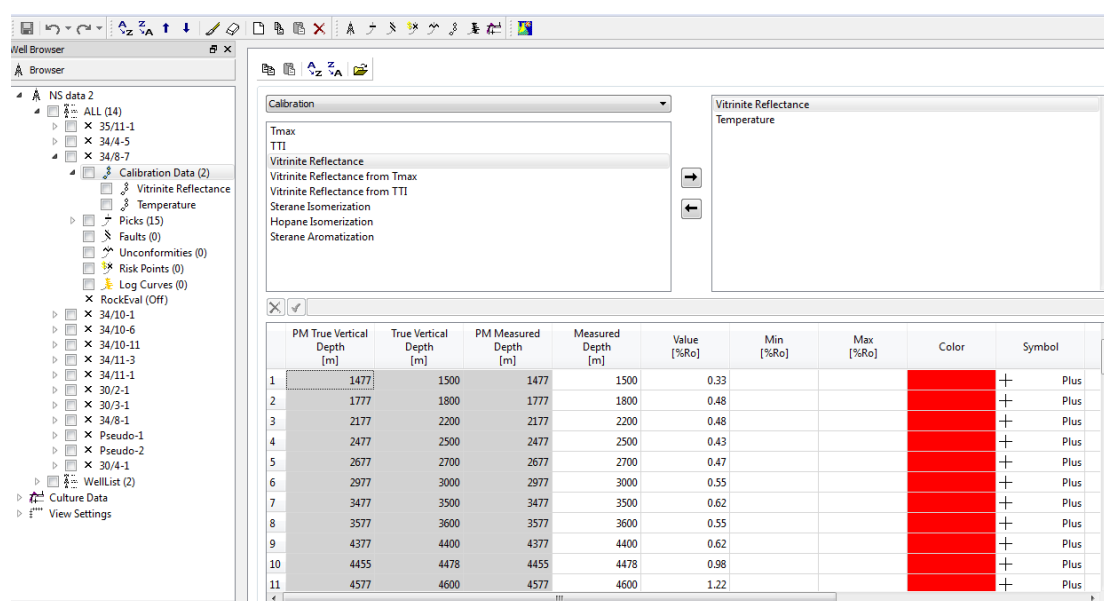 Well Browser
Browser
NS data 2
ALL (14)
35/11-1
34/4-5
34/8-7
Calibration Data (2)
Vitrinite Reflectance
Temperature
Picks (15)
Faults (0)
Unconformities (0)
Risk Points (0)
Log Curves (0)
RockEval (Off)
34/10-1
34/10-6
34/10-11
34/11-3
34/11-1
30/2-1
30/3-1
34/8-1
Pseudo-1
Pseudo-2
30/4-1
WellList (2)
Culture Data
View Settings
Calibration
Tmax
TTI
Vitrinite Reflectance
Vitrinite Reflectance from Tmax
Vitrinite Reflectance from TTI
Sterane Isomerization
Hopane Isomerization
Sterane Aromatization
Vitrinite Reflectance
Temperature
PM True Vertical Depth [m] True Vertical Depth [m] PM Measured Depth [m] Measured Depth [m] Value [%Ro] Min [%Ro] Max [%Ro] Color Symbol
1 1477 1500 1477 1500 0.33 Plus
2 1777 1800 1777 1800 0.48 Plus
3 2177 2200 2177 2200 0.48 Plus
4 2477 2500 2477 2500 0.43 Plus
5 2677 2700 2677 2700 0.47 Plus
6 2977 3000 2977 3000 0.55 Plus
7 3477 3500 3477 3500 0.62 Plus
8 3577 3600 3577 3600 0.55 Plus
9 4377 4400 4377 4400 0.62 Plus
10 4455 4478 4455 4478 0.98 Plus
11 4577 4600 4577 4600 1.22 Plus